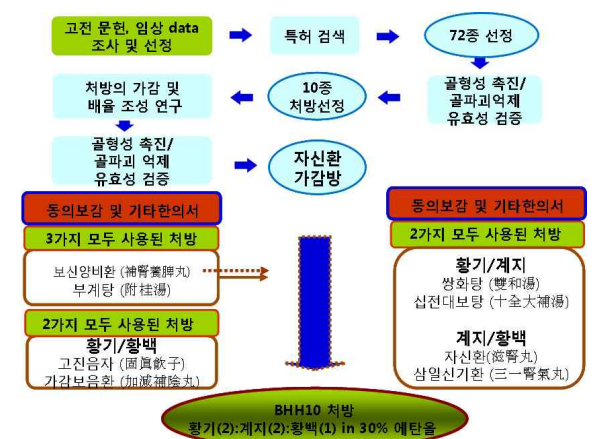 고전 문헌, 임상 data
조사 및 선정
특허 검색
72종 선정
처방의 가감 및
배율 조성 연구
10종
처방선정
골형성 촉진/
골파괴억제
유효성 검증
골형성 촉진/
골파괴 억제
유효성 검증
자신환
가감방
동의보감 및 기타한의서
3가지 모두 사용된 처방
보신양비환 (補腎養脾丸)
부계탕 (附桂湯)
2가지 모두 사용된 처방
황기/황백
고진음자 (固眞飮子)
가감보음환 (加減補陰丸)
동의보감 및 기타한의서
2가지 모두 사용된 처방
황기/계지
쌍화탕 (雙和湯)
십전대보탕 (十全大補湯)
계지/황백
자신환(滋腎丸)
삼일신기환 (三一腎氣丸)
BHH10 처방
황기(2):계지(2):황백(1) in 30% 에탄올